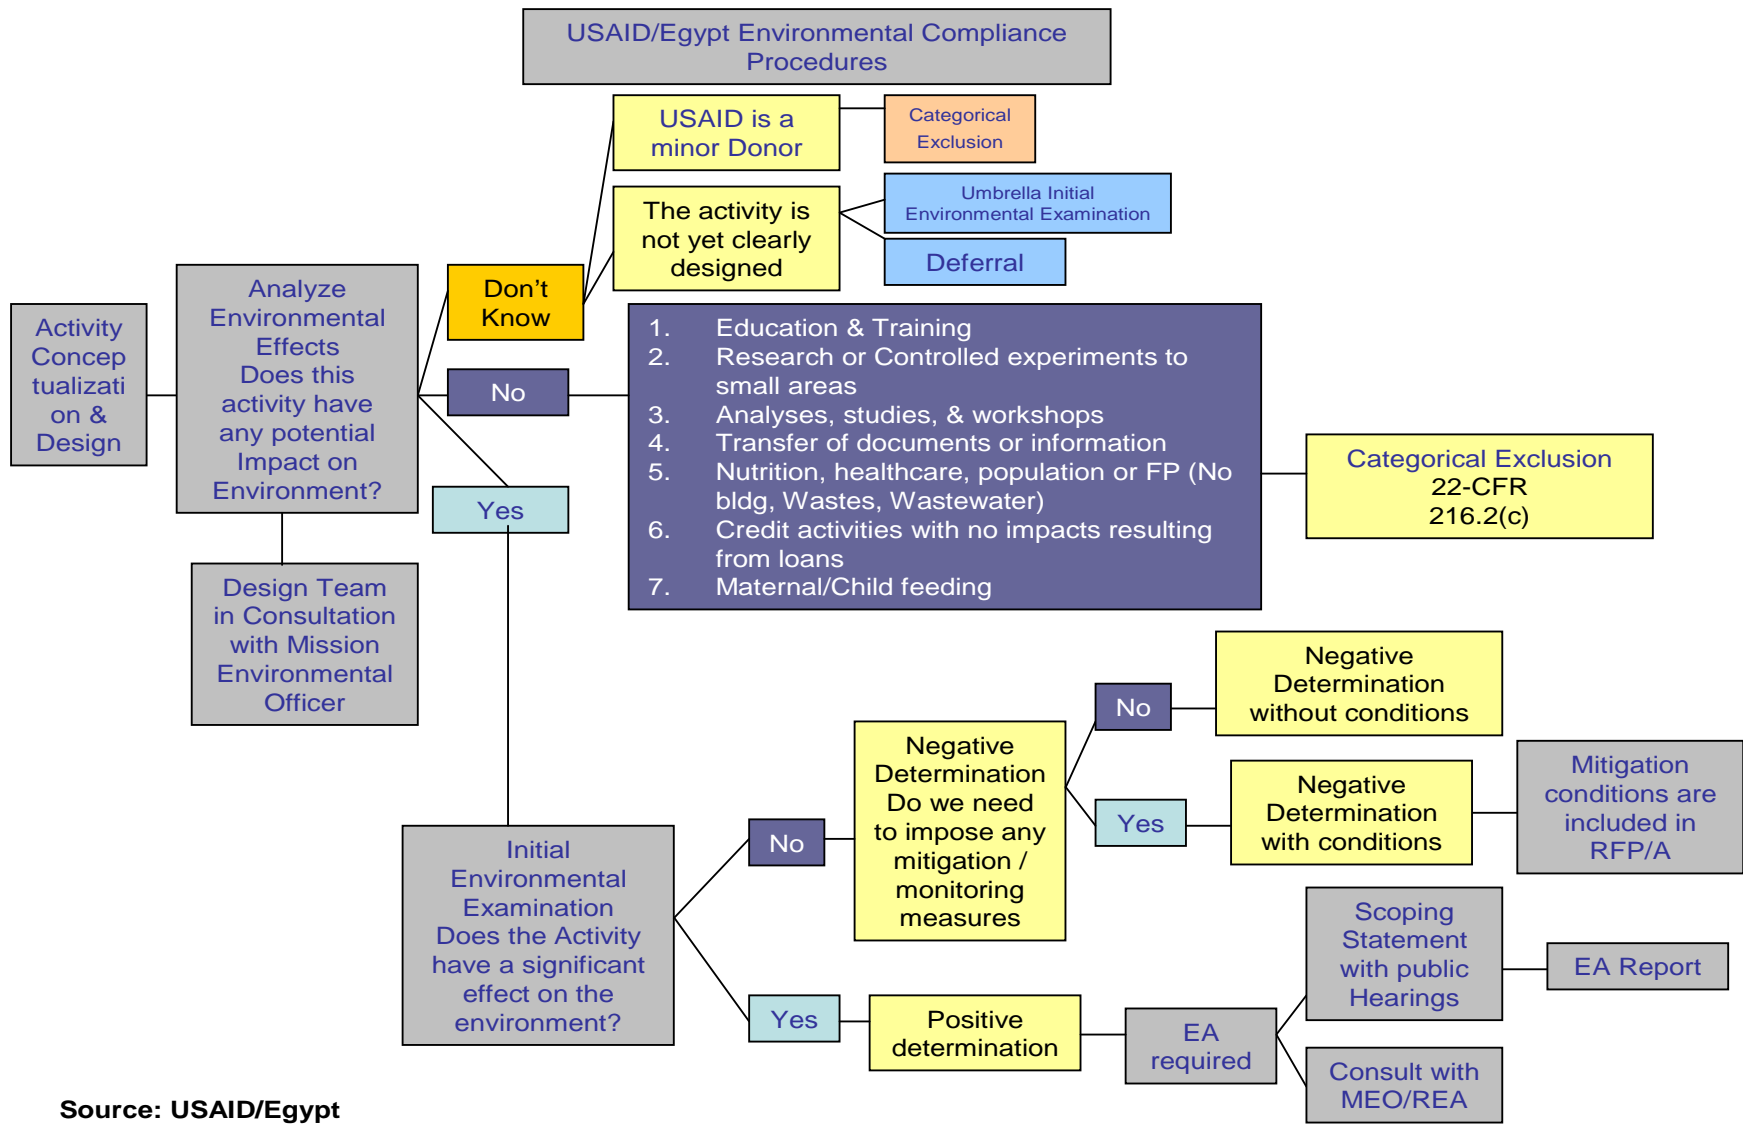 USAID/Egypt Environmental Compliance
Procedures
USAID is a
minor Donor
Categorical
Exclusion
The activity is
not yet clearly
designed
Umbrella Initial
Environmental Examination
Deferral
Activity
Concep
tualizati
on &
Design
Analyze
Environmental
Effects
Does this
activity have
any potential
Impact on
Environment?
Don't
Know
No
Yes
1. Education & Training
2. Research or Controlled experiments to
small areas
3. Analyses, studies, & workshops
4. Transfer of documents or information
5. Nutrition, healthcare, population or FP (No
bldg, Wastes, Wastewater)
6. Credit activities with no impacts resulting
from loans
7. Maternal/Child feeding
Categorical Exclusion
22-CFR
216.2(c)
Design Team
in Consultation
with Mission
Environmental
Officer
Initial
Environmental
Examination
Does the Activity
have a significant
effect on the
environment?
No
Negative
Determination
Do we need
to impose any
mitigation /
monitoring
measures
No
Negative
Determination
without conditions
Yes
Negative
Determination
with conditions
Mitigation
conditions are
included in
RFP/A
Yes
Positive
determination
EA
required
Scoping
Statement
with public
Hearings
EA Report
Consult with
MEO/REA
Source: USAID/Egypt